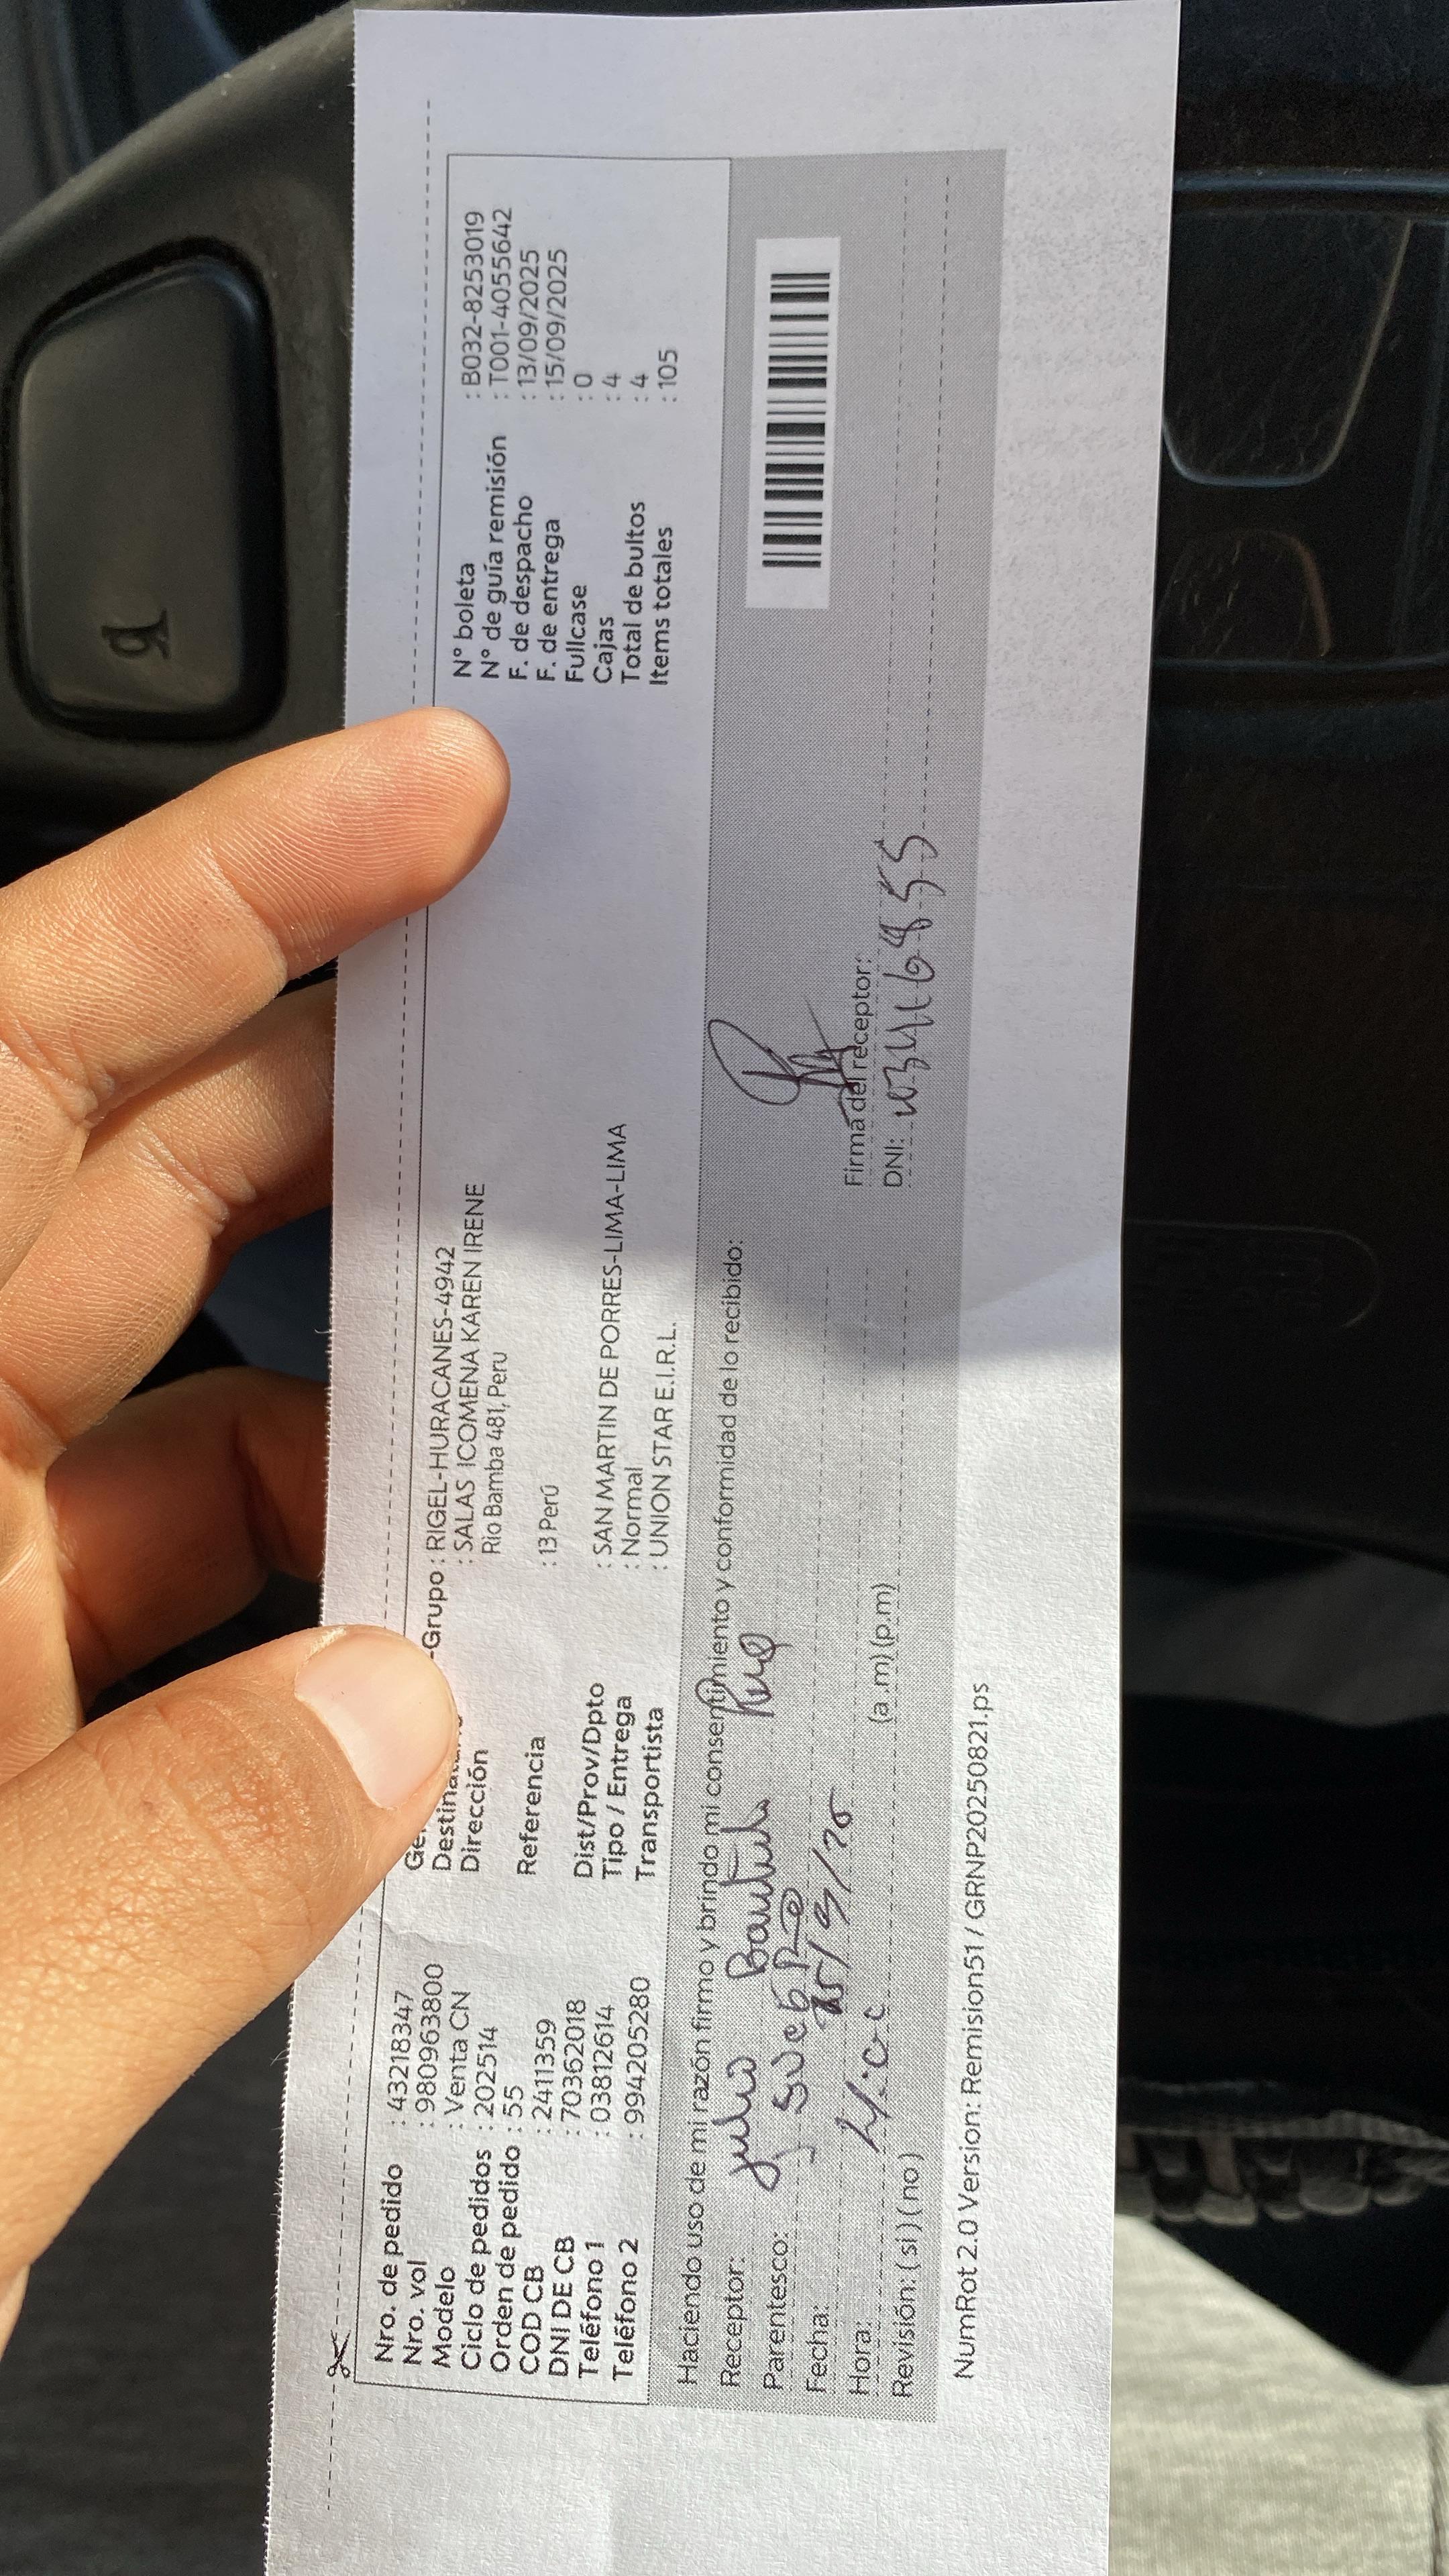 Nro. de pedido : 43218347
Nro. vol : 980963800
Modelo : Venta CN
Ciclo de pedidos : 202514
Orden de pedido : 55
COD CB : 2411359
DNI DE CB : 70362018
Teléfono 1 : 03812614
Teléfono 2 : 994205280
-Grupo : RIGEL-HURACANES-4942
: SALAS ICOMENA KAREN IRENE
Dirección Rio Bamba 481, Peru
Referencia : 13 Perú
Dist/Prov/Dpto : SAN MARTIN DE PORRES-LIMA-LIMA
Tipo / Entrega : Normal
Transportista : UNION STAR E.I.R.L.
N° boleta : B032-8253019
N° de guía remisión : T001-4055642
F. de despacho : 13/09/2025
F. de entrega : 15/09/2025
Fullcase : 0
Cajas : 4
Total de bultos : 4
Items totales : 105
Haciendo uso de mi razón firmo y brindo mi consentimiento y conformidad de lo recibido:
Receptor: Julio Bautista
Parentesco:
Fecha:
Hora: (a .m) (p.m)
Revisión: ( si ) ( no )
Firma del receptor:
DNI:
NumRot 2.0 Version: Remision51 / GRNP20250821.ps